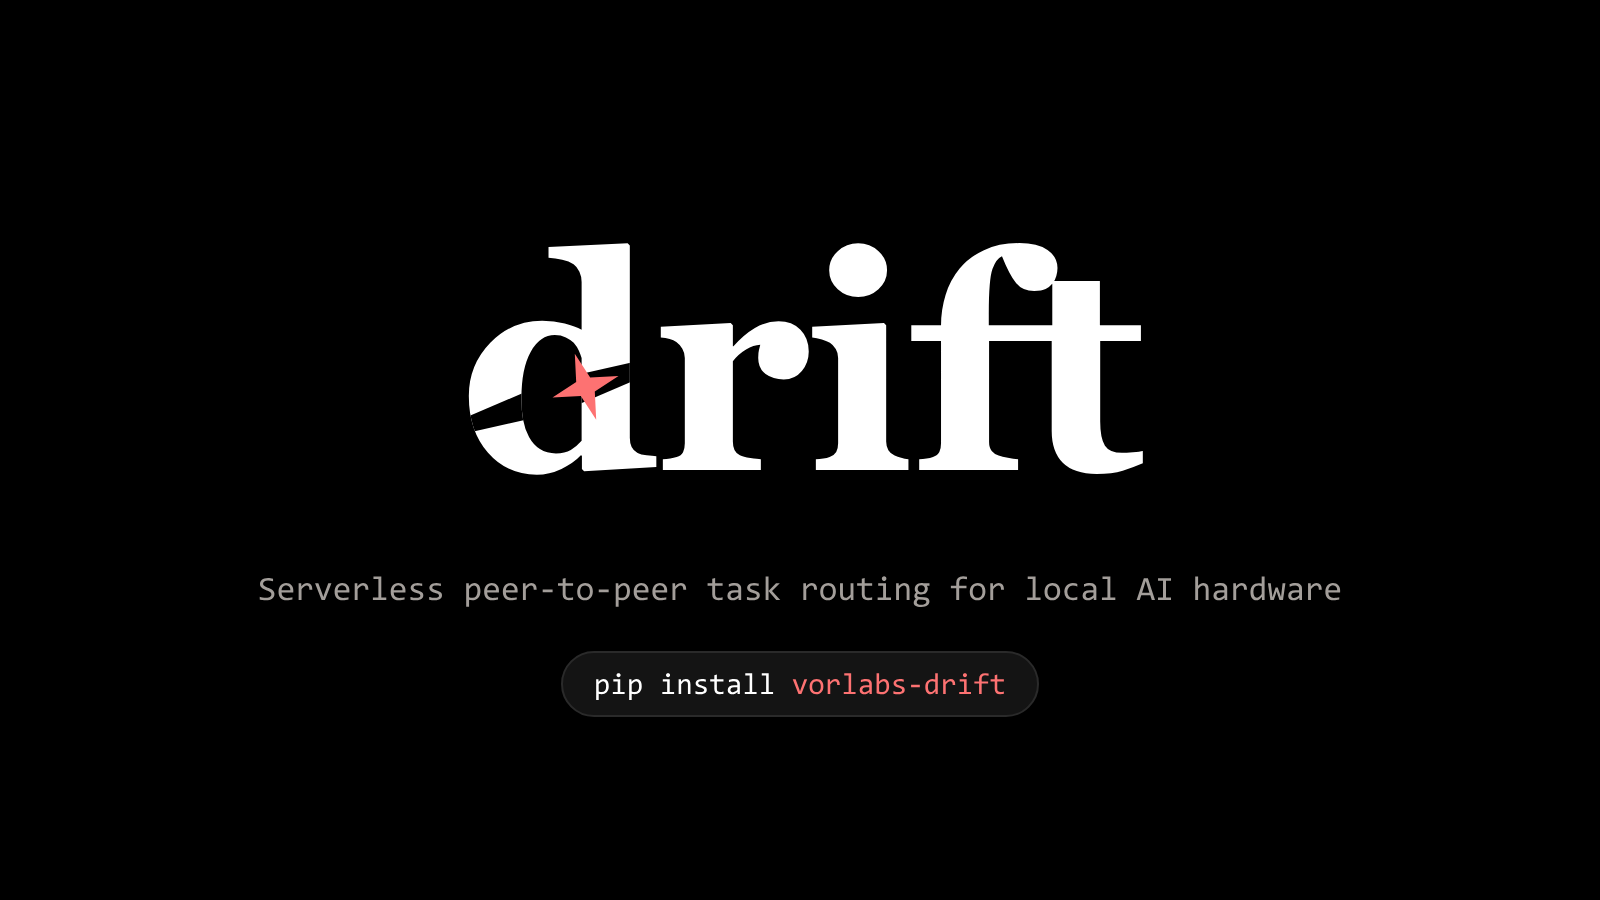 drift
Serverless peer-to-peer task routing for local AI hardware
pip install vorlabs-drift